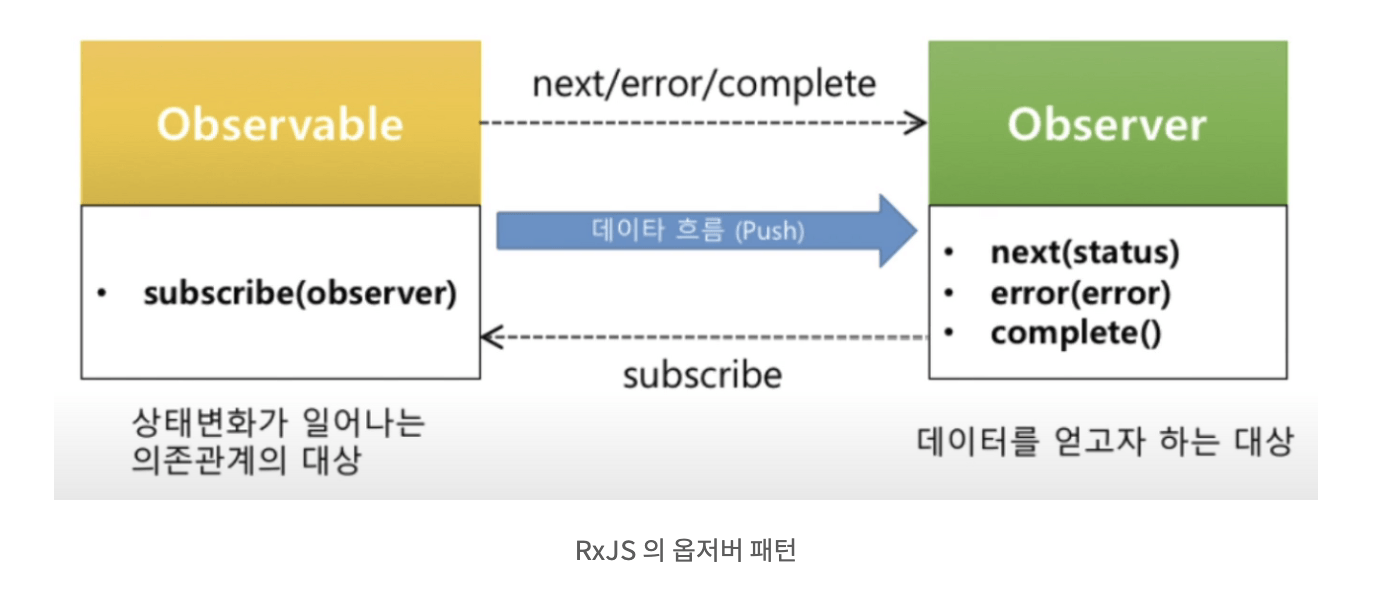 Observable
next/error/complete
Observer
데이타 흐름 (Push)
• subscribe(observer)
• next(status)
• error(error)
• complete()
subscribe
상태변화가 일어나는
의존관계의 대상
데이터를 얻고자 하는 대상
RxJS 의 옵저버 패턴